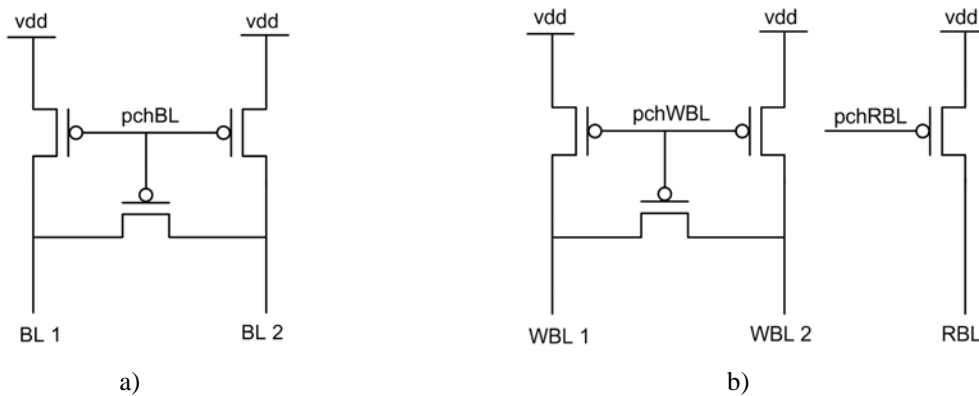 vdd vdd vdd vdd vdd
pchBL pchWBL pchRBL
BL 1 BL 2 WBL 1 WBL 2 RBL
a) b)